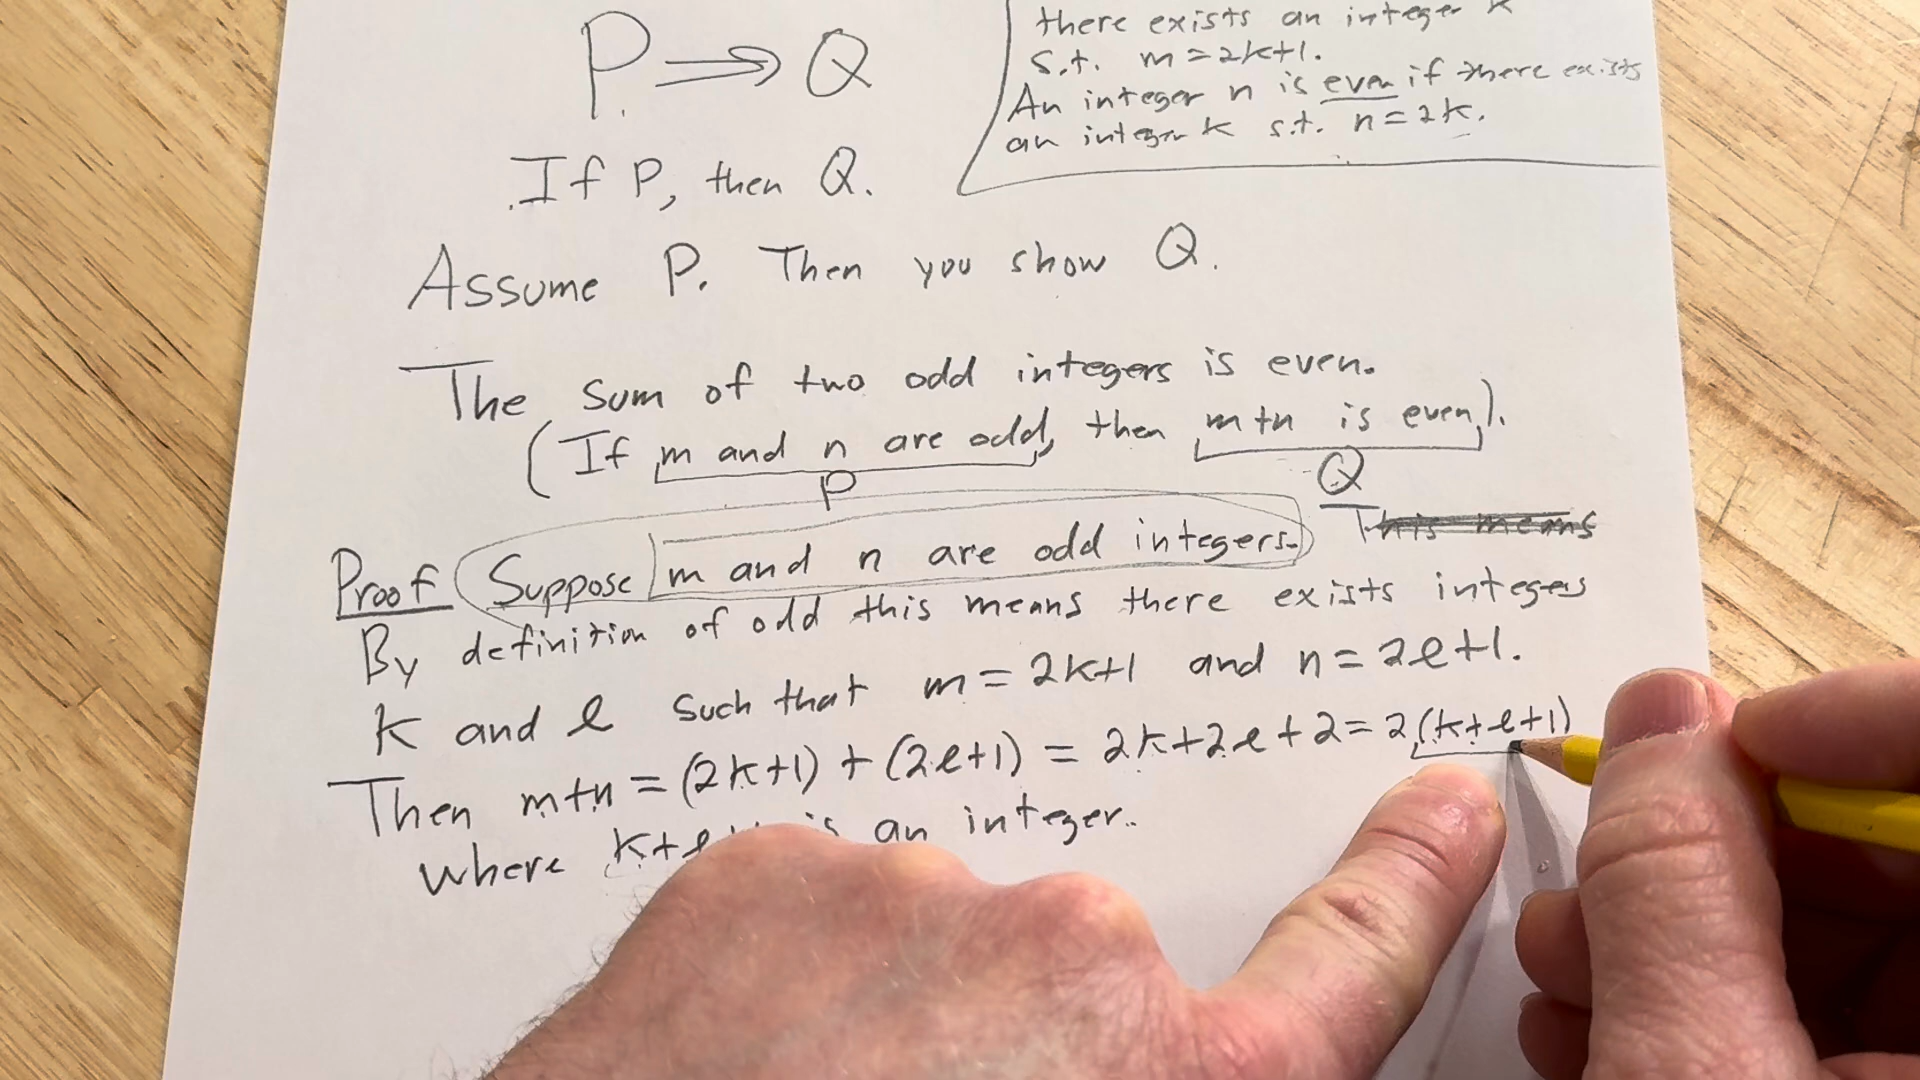 P ⟹ Q
If P, then Q.
there exists an integer k
s.t. m = 2k+1.
An integer n is even if there exists
an integer k s.t. n = 2k.
Assume P. Then you show Q.
The sum of two odd integers is even.
(If m and n are odd, then m+n is even).
P Q
Proof Suppose m and n are odd integers. This means
By definition of odd this means there exists integers
k and l such that m = 2k+1 and n = 2l+1.
Then m+n = (2k+1) + (2l+1) = 2k+2l+2 = 2(k+l+1)
where k+l is an integer.